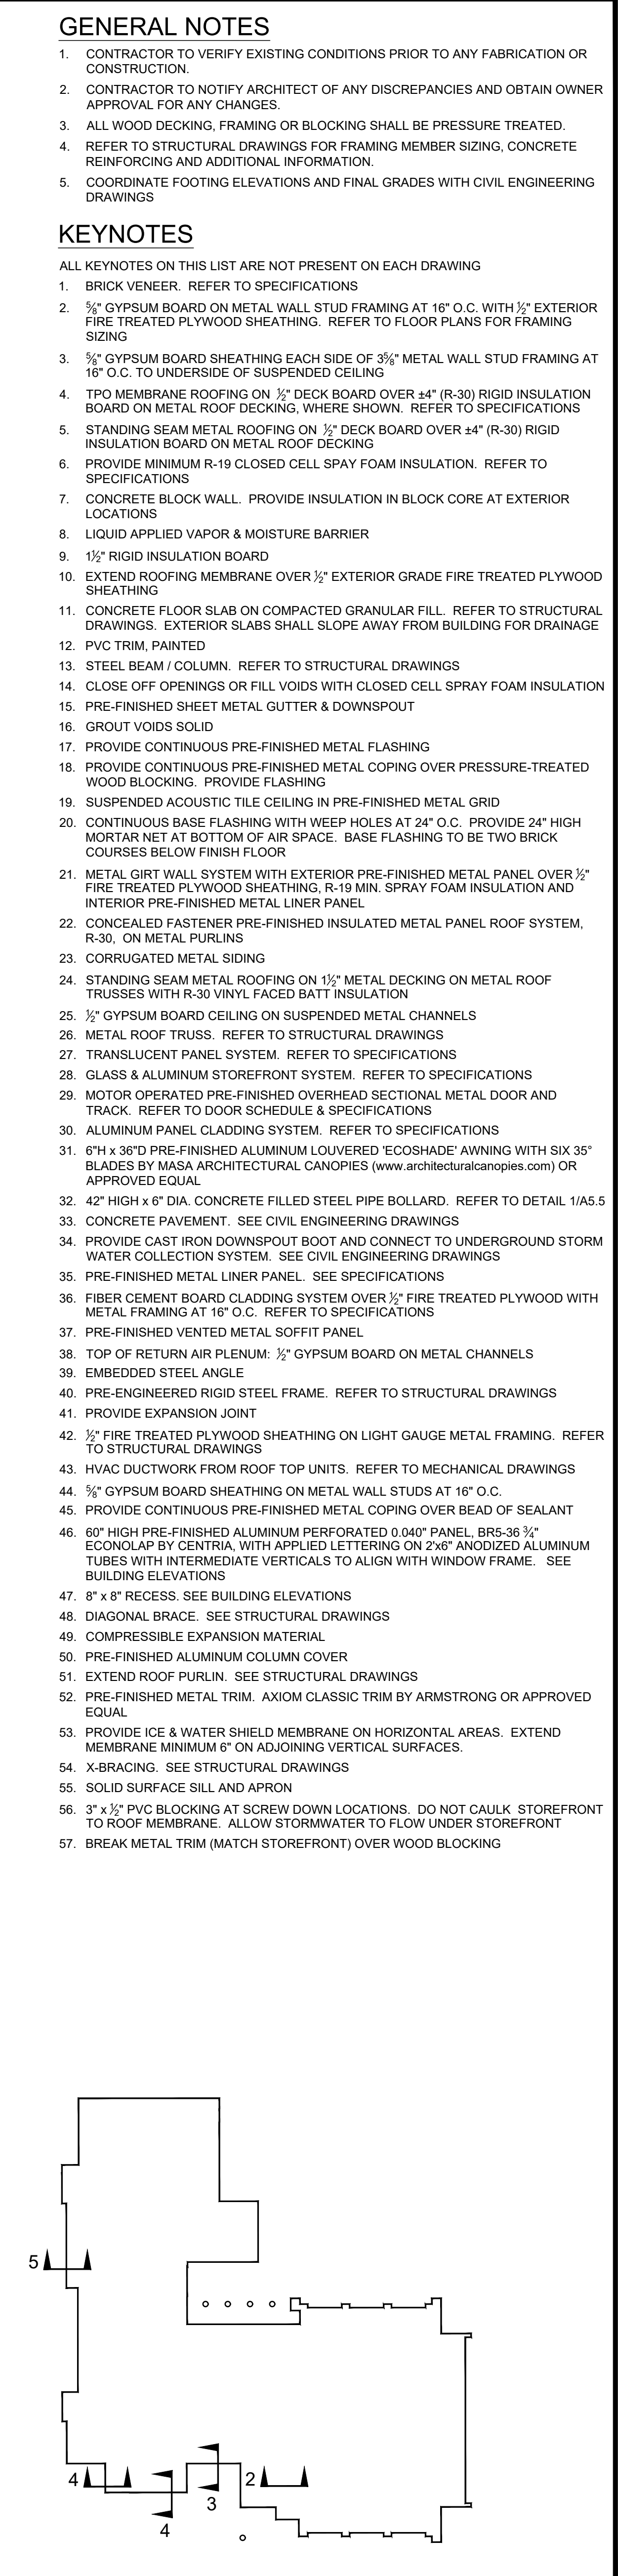 GENERAL NOTES
1. CONTRACTOR TO VERIFY EXISTING CONDITIONS PRIOR TO ANY FABRICATION OR
CONSTRUCTION.
2. CONTRACTOR TO NOTIFY ARCHITECT OF ANY DISCREPANCIES AND OBTAIN OWNER
APPROVAL FOR ANY CHANGES.
3. ALL WOOD DECKING, FRAMING OR BLOCKING SHALL BE PRESSURE TREATED.
4. REFER TO STRUCTURAL DRAWINGS FOR FRAMING MEMBER SIZING, CONCRETE
REINFORCING AND ADDITIONAL INFORMATION.
5. COORDINATE FOOTING ELEVATIONS AND FINAL GRADES WITH CIVIL ENGINEERING
DRAWINGS
KEYNOTES
ALL KEYNOTES ON THIS LIST ARE NOT PRESENT ON EACH DRAWING
1. BRICK VENEER. REFER TO SPECIFICATIONS
2. ⅝" GYPSUM BOARD ON METAL WALL STUD FRAMING AT 16" O.C. WITH ½" EXTERIOR
FIRE TREATED PLYWOOD SHEATHING. REFER TO FLOOR PLANS FOR FRAMING
SIZING
3. ⅝" GYPSUM BOARD SHEATHING EACH SIDE OF 3⅝" METAL WALL STUD FRAMING AT
16" O.C. TO UNDERSIDE OF SUSPENDED CEILING
4. TPO MEMBRANE ROOFING ON ½" DECK BOARD OVER ±4" (R-30) RIGID INSULATION
BOARD ON METAL ROOF DECKING, WHERE SHOWN. REFER TO SPECIFICATIONS
5. STANDING SEAM METAL ROOFING ON ½" DECK BOARD OVER ±4" (R-30) RIGID
INSULATION BOARD ON METAL ROOF DECKING
6. PROVIDE MINIMUM R-19 CLOSED CELL SPAY FOAM INSULATION. REFER TO
SPECIFICATIONS
7. CONCRETE BLOCK WALL. PROVIDE INSULATION IN BLOCK CORE AT EXTERIOR
LOCATIONS
8. LIQUID APPLIED VAPOR & MOISTURE BARRIER
9. 1½" RIGID INSULATION BOARD
10. EXTEND ROOFING MEMBRANE OVER ½" EXTERIOR GRADE FIRE TREATED PLYWOOD
SHEATHING
11. CONCRETE FLOOR SLAB ON COMPACTED GRANULAR FILL. REFER TO STRUCTURAL
DRAWINGS. EXTERIOR SLABS SHALL SLOPE AWAY FROM BUILDING FOR DRAINAGE
12. PVC TRIM, PAINTED
13. STEEL BEAM / COLUMN. REFER TO STRUCTURAL DRAWINGS
14. CLOSE OFF OPENINGS OR FILL VOIDS WITH CLOSED CELL SPRAY FOAM INSULATION
15. PRE-FINISHED SHEET METAL GUTTER & DOWNSPOUT
16. GROUT VOIDS SOLID
17. PROVIDE CONTINUOUS PRE-FINISHED METAL FLASHING
18. PROVIDE CONTINUOUS PRE-FINISHED METAL COPING OVER PRESSURE-TREATED
WOOD BLOCKING. PROVIDE FLASHING
19. SUSPENDED ACOUSTIC TILE CEILING IN PRE-FINISHED METAL GRID
20. CONTINUOUS BASE FLASHING WITH WEEP HOLES AT 24" O.C. PROVIDE 24" HIGH
MORTAR NET AT BOTTOM OF AIR SPACE. BASE FLASHING TO BE TWO BRICK
COURSES BELOW FINISH FLOOR
21. METAL GIRT WALL SYSTEM WITH EXTERIOR PRE-FINISHED METAL PANEL OVER ½"
FIRE TREATED PLYWOOD SHEATHING, R-19 MIN. SPRAY FOAM INSULATION AND
INTERIOR PRE-FINISHED METAL LINER PANEL
22. CONCEALED FASTENER PRE-FINISHED INSULATED METAL PANEL ROOF SYSTEM,
R-30, ON METAL PURLINS
23. CORRUGATED METAL SIDING
24. STANDING SEAM METAL ROOFING ON 1½" METAL DECKING ON METAL ROOF
TRUSSES WITH R-30 VINYL FACED BATT INSULATION
25. ½" GYPSUM BOARD CEILING ON SUSPENDED METAL CHANNELS
26. METAL ROOF TRUSS. REFER TO STRUCTURAL DRAWINGS
27. TRANSLUCENT PANEL SYSTEM. REFER TO SPECIFICATIONS
28. GLASS & ALUMINUM STOREFRONT SYSTEM. REFER TO SPECIFICATIONS
29. MOTOR OPERATED PRE-FINISHED OVERHEAD SECTIONAL METAL DOOR AND
TRACK. REFER TO DOOR SCHEDULE & SPECIFICATIONS
30. ALUMINUM PANEL CLADDING SYSTEM. REFER TO SPECIFICATIONS
31. 6"H x 36"D PRE-FINISHED ALUMINUM LOUVERED 'ECOSHADE' AWNING WITH SIX 35°
BLADES BY MASA ARCHITECTURAL CANOPIES (www.architecturalcanopies.com) OR
APPROVED EQUAL
32. 42" HIGH x 6" DIA. CONCRETE FILLED STEEL PIPE BOLLARD. REFER TO DETAIL 1/A5.5
33. CONCRETE PAVEMENT. SEE CIVIL ENGINEERING DRAWINGS
34. PROVIDE CAST IRON DOWNSPOUT BOOT AND CONNECT TO UNDERGROUND STORM
WATER COLLECTION SYSTEM. SEE CIVIL ENGINEERING DRAWINGS
35. PRE-FINISHED METAL LINER PANEL. SEE SPECIFICATIONS
36. FIBER CEMENT BOARD CLADDING SYSTEM OVER ½" FIRE TREATED PLYWOOD WITH
METAL FRAMING AT 16" O.C. REFER TO SPECIFICATIONS
37. PRE-FINISHED VENTED METAL SOFFIT PANEL
38. TOP OF RETURN AIR PLENUM: ½" GYPSUM BOARD ON METAL CHANNELS
39. EMBEDDED STEEL ANGLE
40. PRE-ENGINEERED RIGID STEEL FRAME. REFER TO STRUCTURAL DRAWINGS
41. PROVIDE EXPANSION JOINT
42. ½" FIRE TREATED PLYWOOD SHEATHING ON LIGHT GAUGE METAL FRAMING. REFER
TO STRUCTURAL DRAWINGS
43. HVAC DUCTWORK FROM ROOF TOP UNITS. REFER TO MECHANICAL DRAWINGS
44. ⅝" GYPSUM BOARD SHEATHING ON METAL WALL STUDS AT 16" O.C.
45. PROVIDE CONTINUOUS PRE-FINISHED METAL COPING OVER BEAD OF SEALANT
46. 60" HIGH PRE-FINISHED ALUMINUM PERFORATED 0.040" PANEL, BR5-36 ¾"
ECONOLAP BY CENTRIA, WITH APPLIED LETTERING ON 2'x6" ANODIZED ALUMINUM
TUBES WITH INTERMEDIATE VERTICALS TO ALIGN WITH WINDOW FRAME. SEE
BUILDING ELEVATIONS
47. 8" x 8" RECESS. SEE BUILDING ELEVATIONS
48. DIAGONAL BRACE. SEE STRUCTURAL DRAWINGS
49. COMPRESSIBLE EXPANSION MATERIAL
50. PRE-FINISHED ALUMINUM COLUMN COVER
51. EXTEND ROOF PURLIN. SEE STRUCTURAL DRAWINGS
52. PRE-FINISHED METAL TRIM. AXIOM CLASSIC TRIM BY ARMSTRONG OR APPROVED
EQUAL
53. PROVIDE ICE & WATER SHIELD MEMBRANE ON HORIZONTAL AREAS. EXTEND
MEMBRANE MINIMUM 6" ON ADJOINING VERTICAL SURFACES.
54. X-BRACING. SEE STRUCTURAL DRAWINGS
55. SOLID SURFACE SILL AND APRON
56. 3" x ½" PVC BLOCKING AT SCREW DOWN LOCATIONS. DO NOT CAULK STOREFRONT
TO ROOF MEMBRANE. ALLOW STORMWATER TO FLOW UNDER STOREFRONT
57. BREAK METAL TRIM (MATCH STOREFRONT) OVER WOOD BLOCKING
5
4
2
3
4